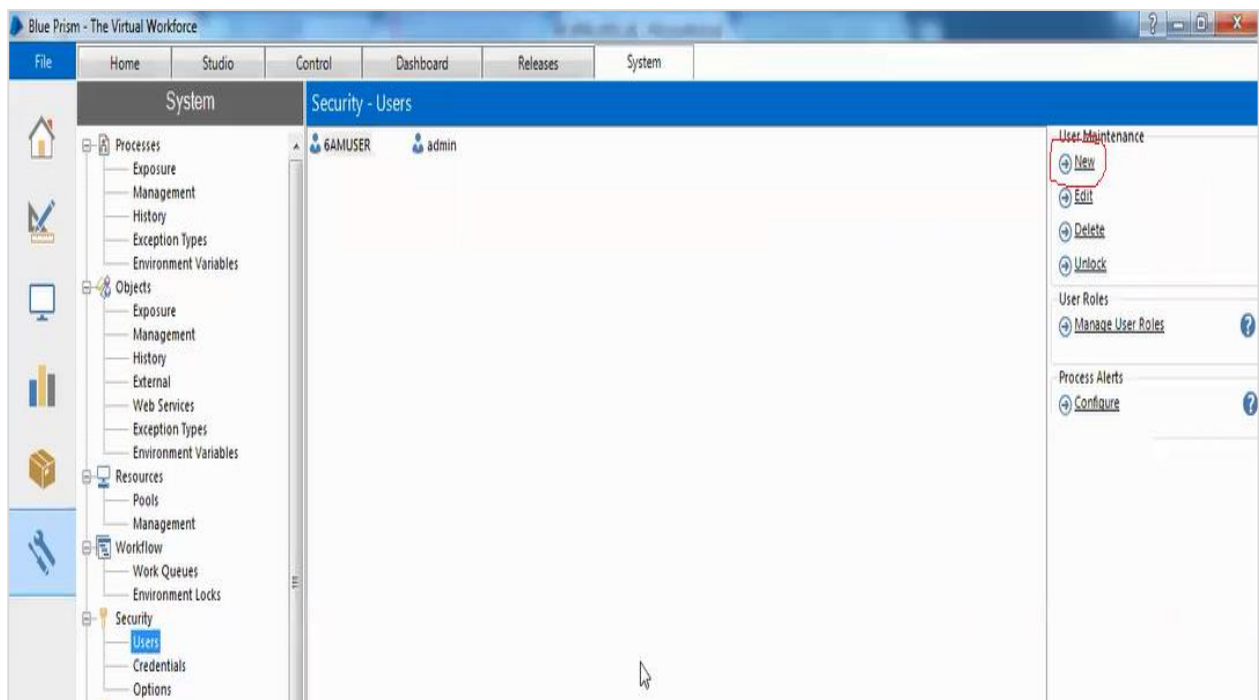 Blue Prism - The Virtual Workforce
File
Home
Studio
Control
Dashboard
Releases
System
System
Processes
Exposure
Management
History
Exception Types
Environment Variables
Objects
Exposure
Management
History
External
Web Services
Exception Types
Environment Variables
Resources
Pools
Management
Workflow
Work Queues
Environment Locks
Security
Users
Credentials
Options
Security - Users
6AMUSER
admin
User Maintenance
New
Edit
Delete
Unlock
User Roles
Manage User Roles
Process Alerts
Configure